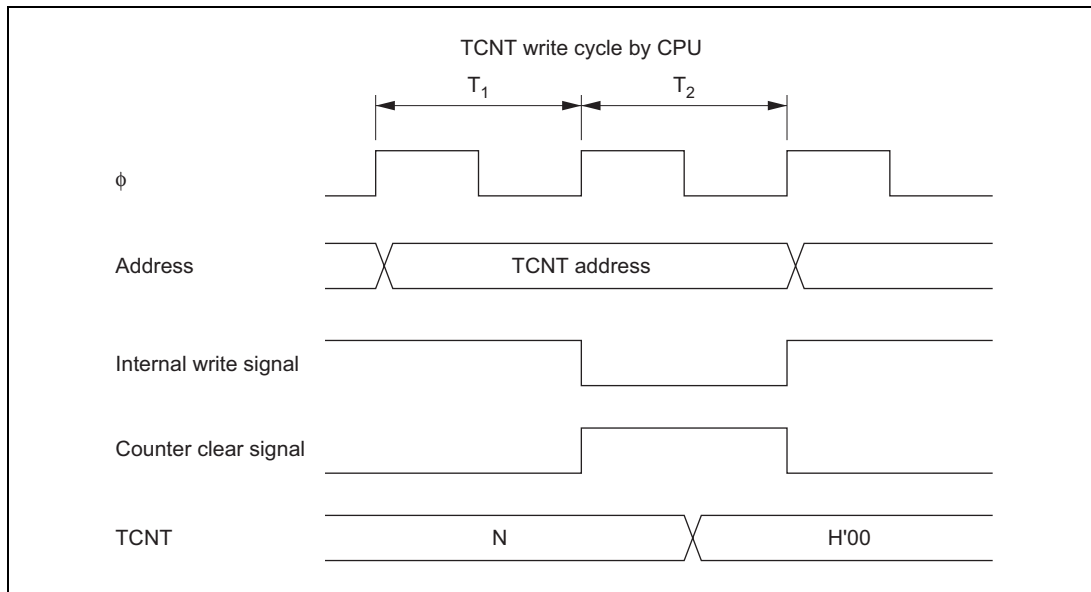 TCNT write cycle by CPU
T1 T2
ϕ
Address TCNT address
Internal write signal
Counter clear signal
TCNT N H'00